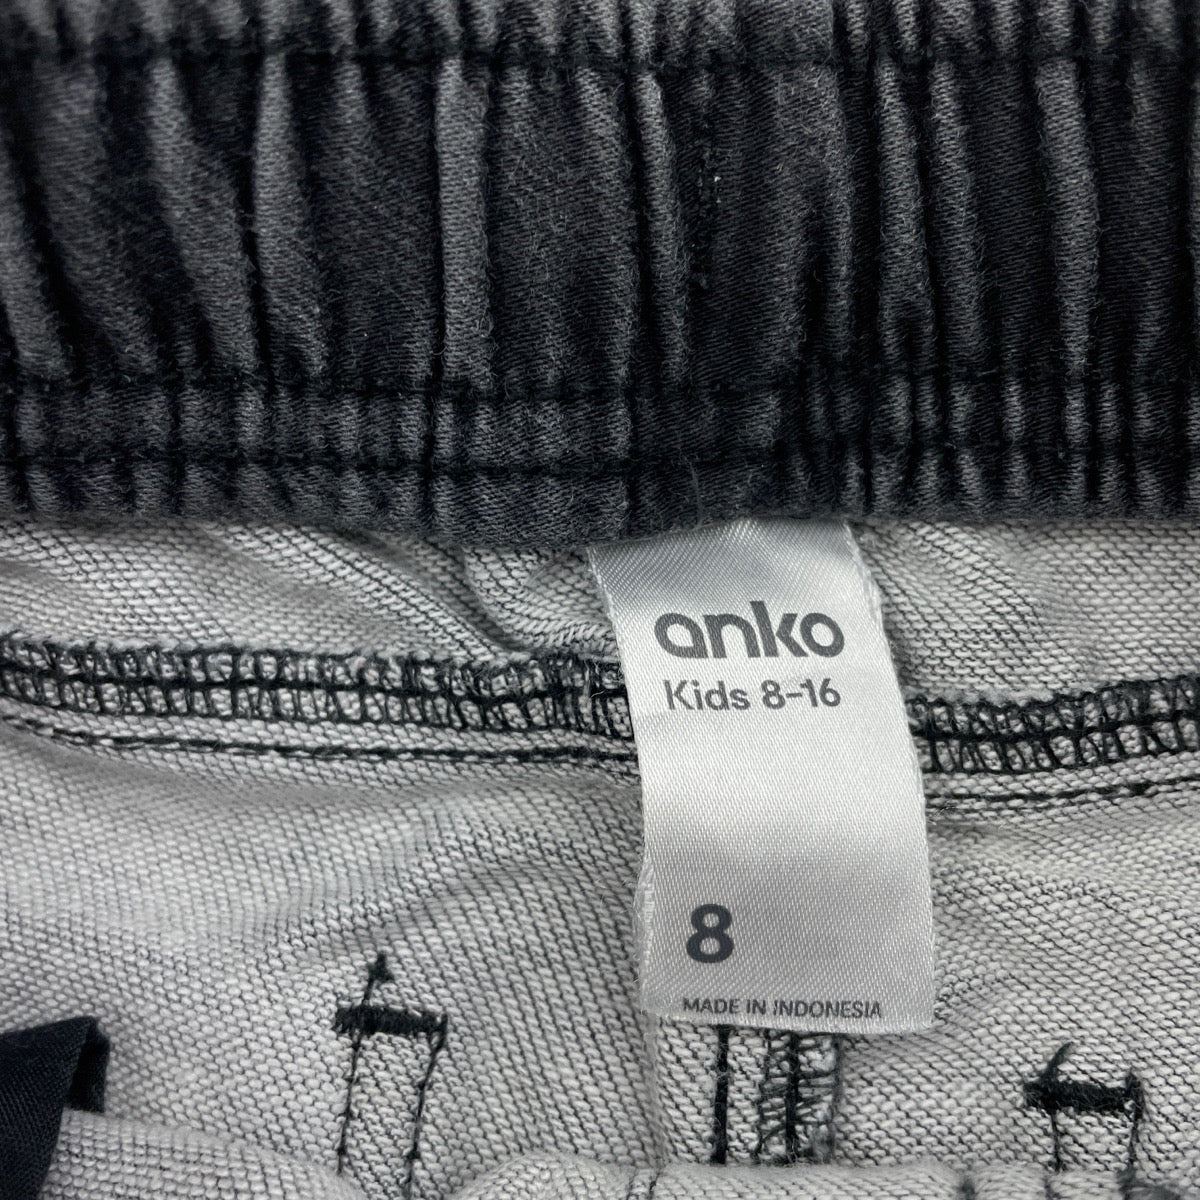 anko
Kids 8-16
8
MADE IN INDONESIA